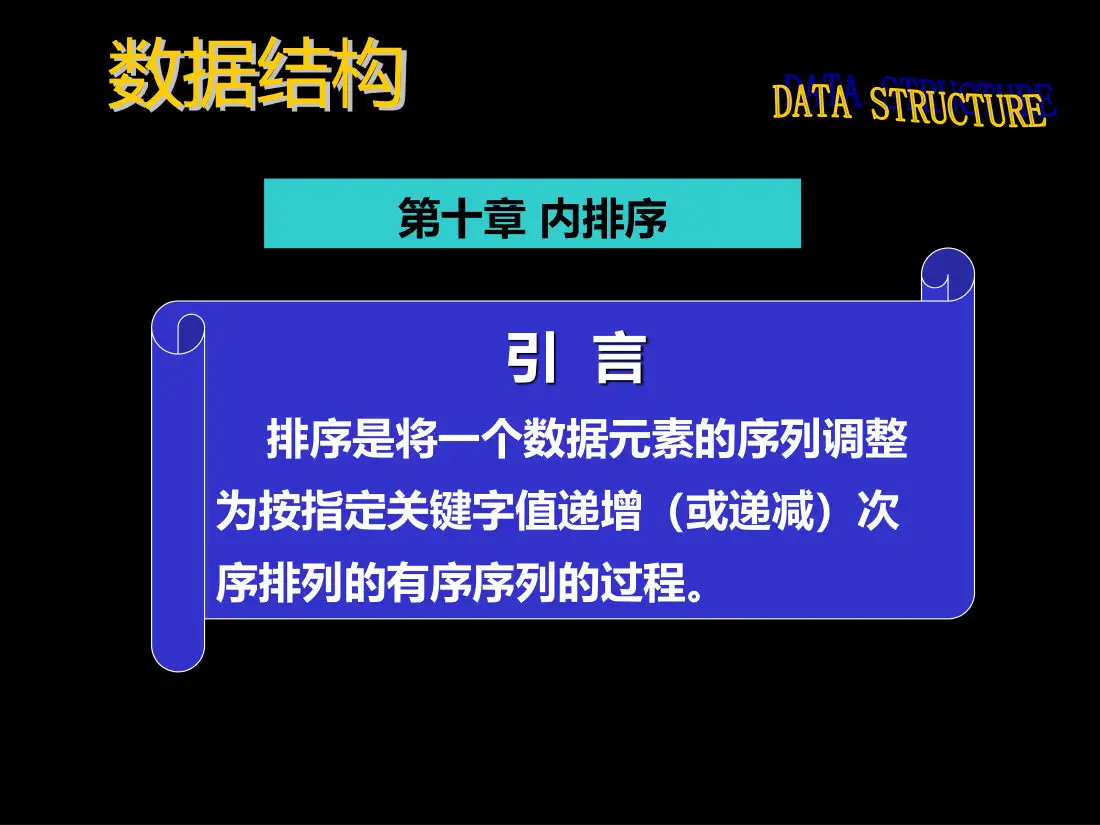 数据结构
DATA STRUCTURE
第十章 内排序
引 言
排序是将一个数据元素的序列调整
为按指定关键字值递增（或递减）次
序排列的有序序列的过程。